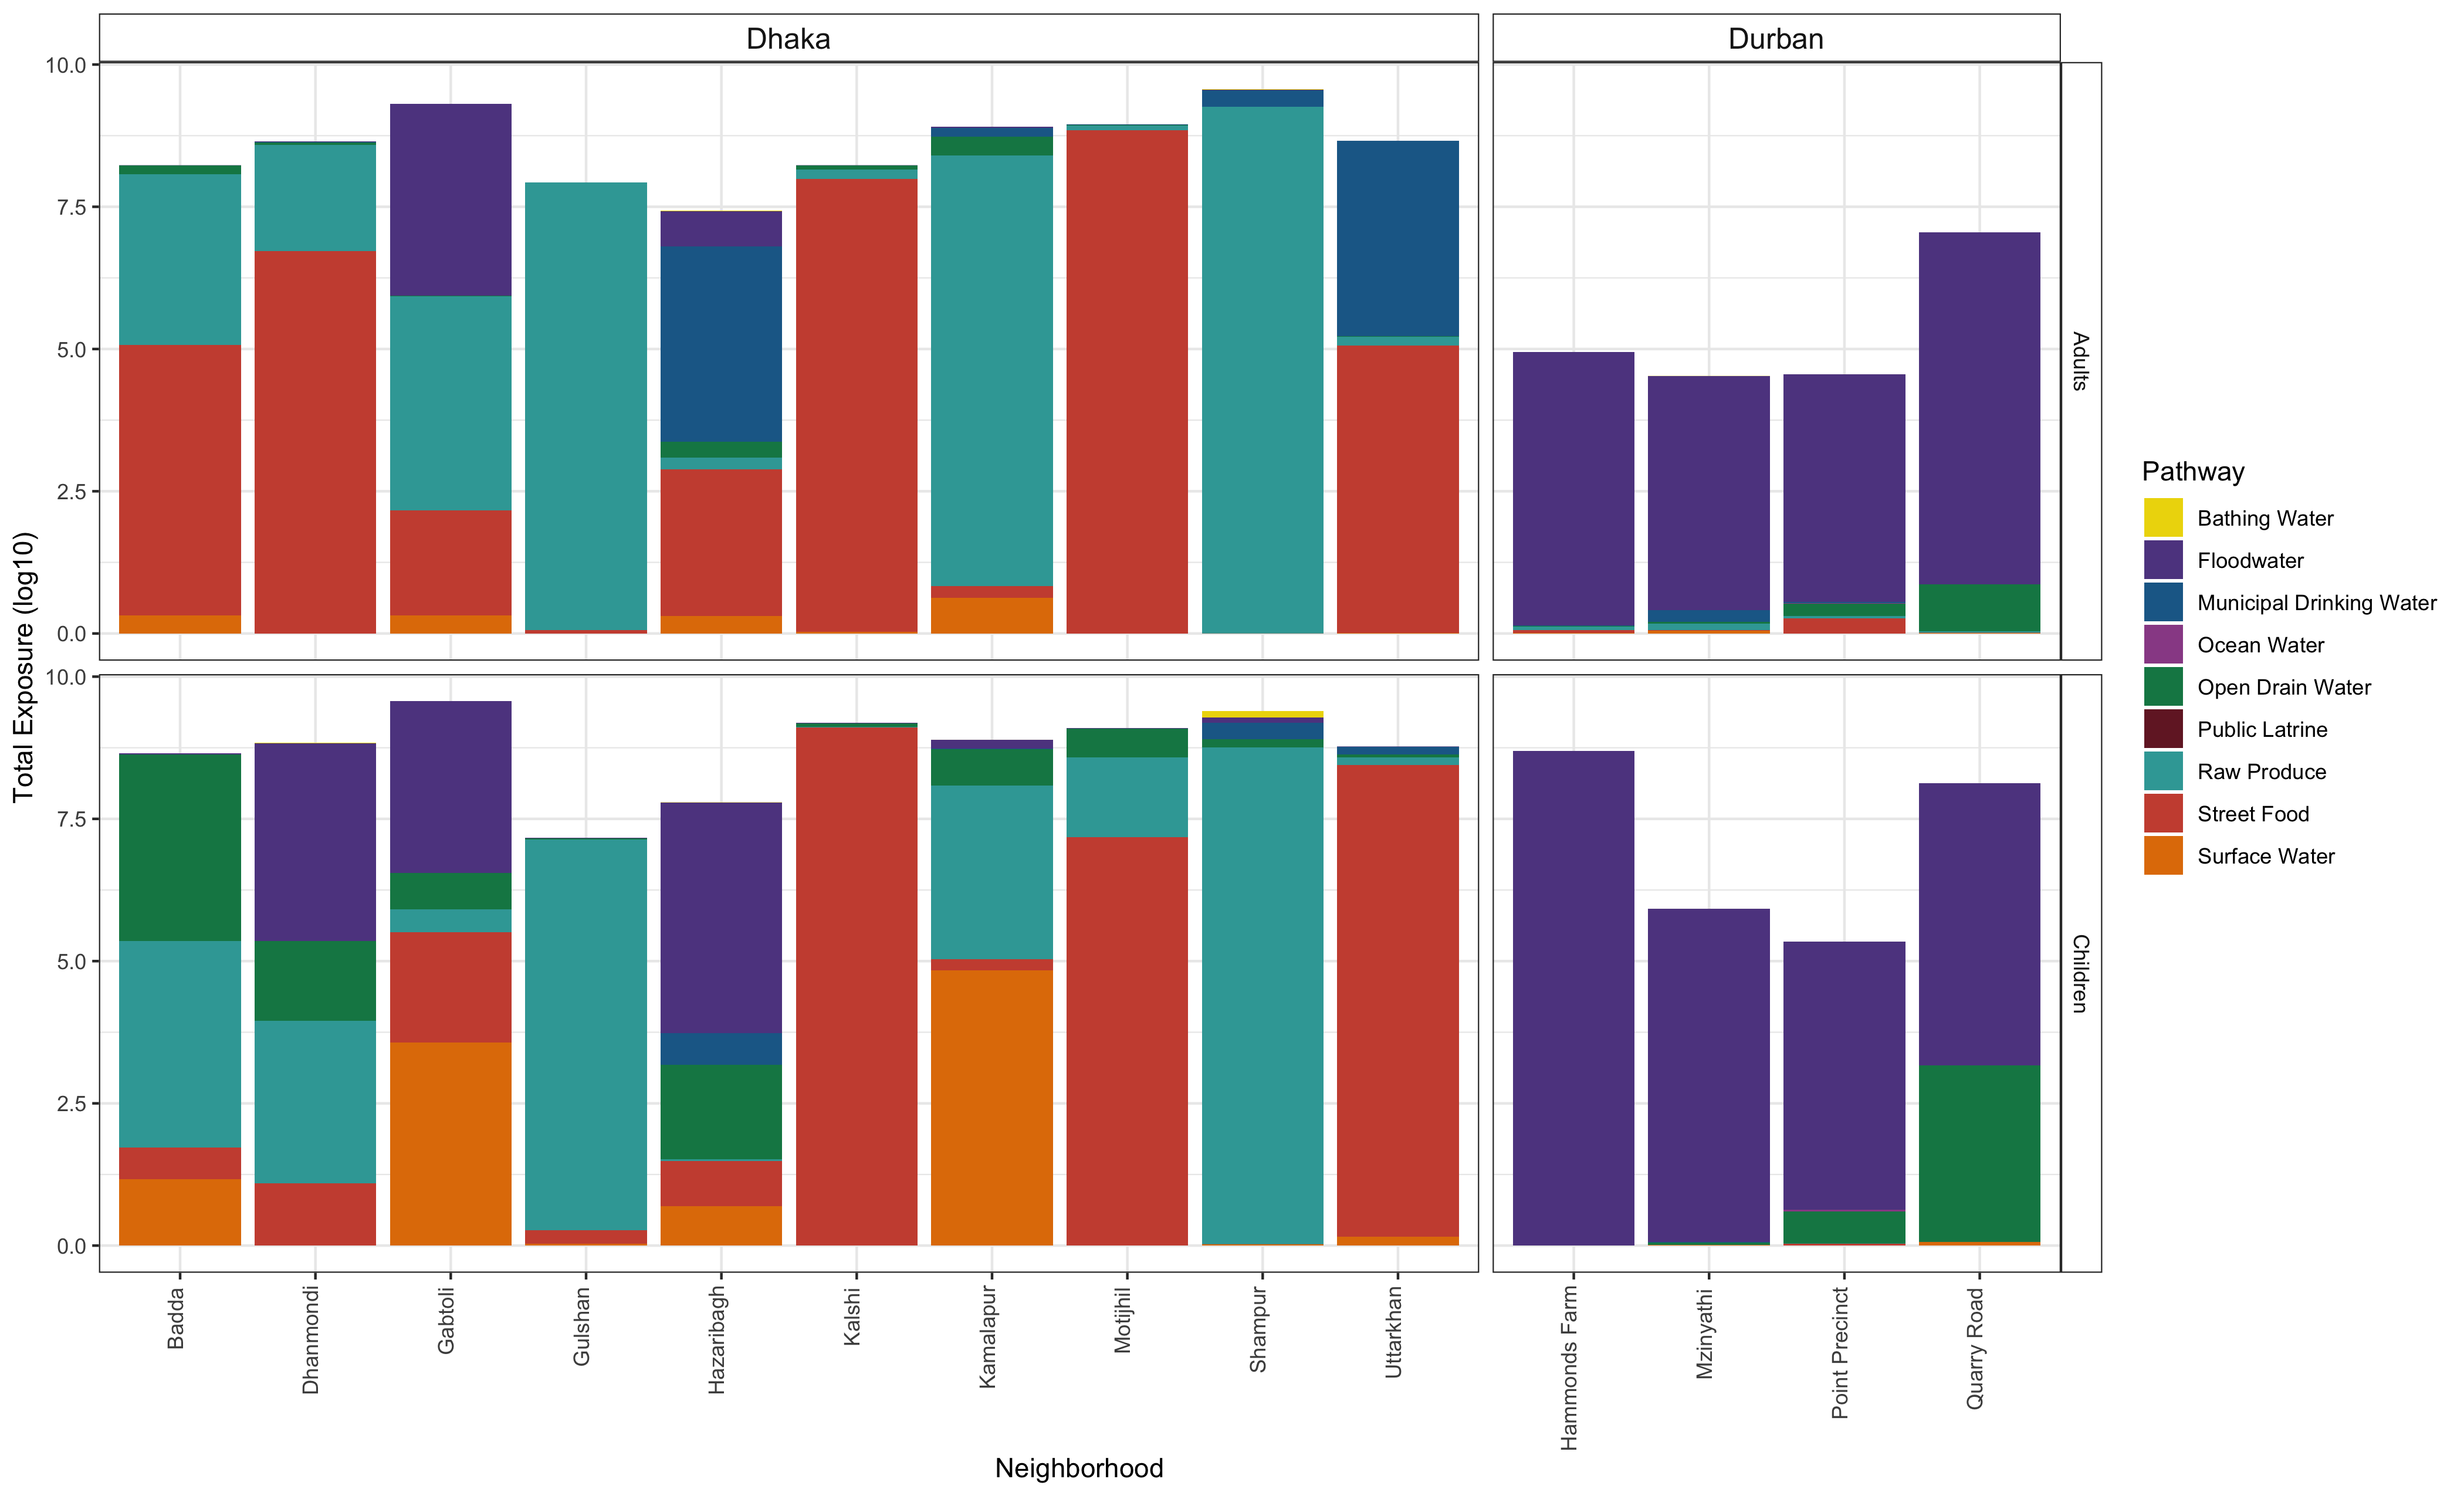 Dhaka
Durban
10.0
7.5
5.0
2.5
0.0
Adults
10.0
7.5
5.0
2.5
0.0
Children
Total Exposure (log10)
Badda
Dhanmondi
Gabtoli
Gulshan
Hazaribagh
Kalshi
Kamalapur
Motijhil
Shampur
Uttarkhan
Hammonds Farm
Mzinyathi
Point Precinct
Quarry Road
Neighborhood
Pathway
Bathing Water
Floodwater
Municipal Drinking Water
Ocean Water
Open Drain Water
Public Latrine
Raw Produce
Street Food
Surface Water